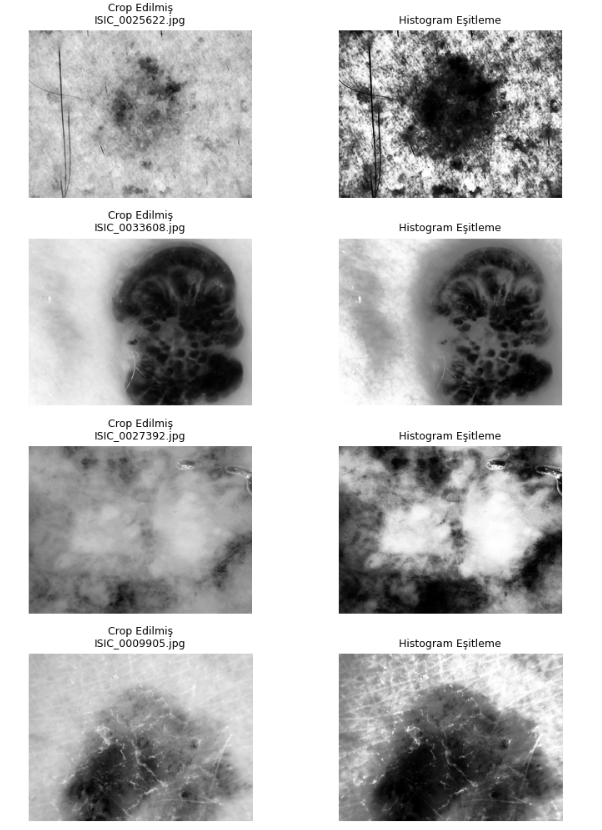 Crop Edilmiş
ISIC_0025622.jpg
Histogram Eşitleme
Crop Edilmiş
ISIC_0033608.jpg
Histogram Eşitleme
Crop Edilmiş
ISIC_0027392.jpg
Histogram Eşitleme
Crop Edilmiş
ISIC_0009905.jpg
Histogram Eşitleme